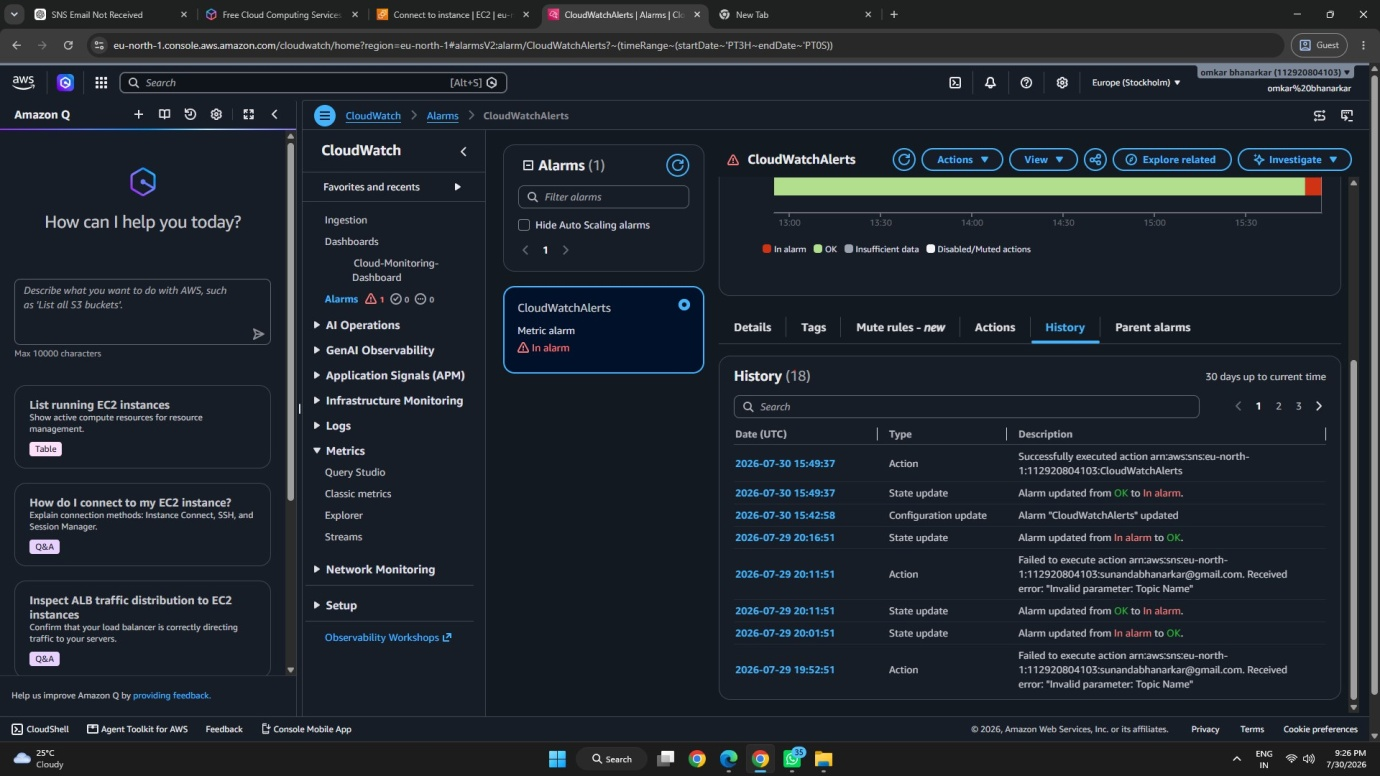 SNS Email Not Received
Free Cloud Computing Services
Connect to instance | EC2 | eu-n
CloudWatchAlerts | Alarms | Clo
New Tab
eu-north-1.console.aws.amazon.com/cloudwatch/home?region=eu-north-1#alarmsV2:alarm/CloudWatchAlerts?~(timeRange~(startDate~'PT3H~endDate~'PT0S))
Guest
aws
Search
[Alt+S]
Europe (Stockholm)
omkar bhanarkar (112920804103)
omkar%20bhanarkar
Amazon Q
CloudWatch
Alarms
CloudWatchAlerts
How can I help you today?
Describe what you want to do with AWS, such
as 'List all S3 buckets'.
Max 10000 characters
List running EC2 instances
Show active compute resources for resource
management.
Table
How do I connect to my EC2 instance?
Explain connection methods: Instance Connect, SSH, and
Session Manager.
Q&A
Inspect ALB traffic distribution to EC2
instances
Confirm that your load balancer is correctly directing
traffic to your servers.
Q&A
Help us improve Amazon Q by providing feedback.
CloudWatch
Favorites and recents
Ingestion
Dashboards
Cloud-Monitoring-
Dashboard
Alarms 1 0 0
AI Operations
GenAI Observability
Application Signals (APM)
Infrastructure Monitoring
Logs
Metrics
Query Studio
Classic metrics
Explorer
Streams
Network Monitoring
Setup
Observability Workshops
Alarms (1)
Filter alarms
Hide Auto Scaling alarms
1
CloudWatchAlerts
Metric alarm
In alarm
CloudWatchAlerts
Actions
View
Explore related
Investigate
13:00 13:30 14:00 14:30 15:00 15:30
In alarm OK Insufficient data Disabled/Muted actions
Details
Tags
Mute rules - new
Actions
History
Parent alarms
History (18)
30 days up to current time
Search
1 2 3
Date (UTC) Type Description
2026-07-30 15:49:37 Action Successfully executed action arn:aws:sns:eu-north-
1:112920804103:CloudWatchAlerts
2026-07-30 15:49:37 State update Alarm updated from OK to In alarm.
2026-07-30 15:42:58 Configuration update Alarm "CloudWatchAlerts" updated
2026-07-29 20:16:51 State update Alarm updated from In alarm to OK.
2026-07-29 20:11:51 Action Failed to execute action arn:aws:sns:eu-north-
1:112920804103:sunandabhanarkar@gmail.com. Received
error: "Invalid parameter: Topic Name"
2026-07-29 20:11:51 State update Alarm updated from OK to In alarm.
2026-07-29 20:01:51 State update Alarm updated from In alarm to OK.
2026-07-29 19:52:51 Action Failed to execute action arn:aws:sns:eu-north-
1:112920804103:sunandabhanarkar@gmail.com. Received
error: "Invalid parameter: Topic Name"
CloudShell
Agent Toolkit for AWS
Feedback
Console Mobile App
© 2026, Amazon Web Services, Inc. or its affiliates.
Privacy
Terms
Cookie preferences
25°C
Cloudy
Search
35
ENG
IN
9:26 PM
7/30/2026